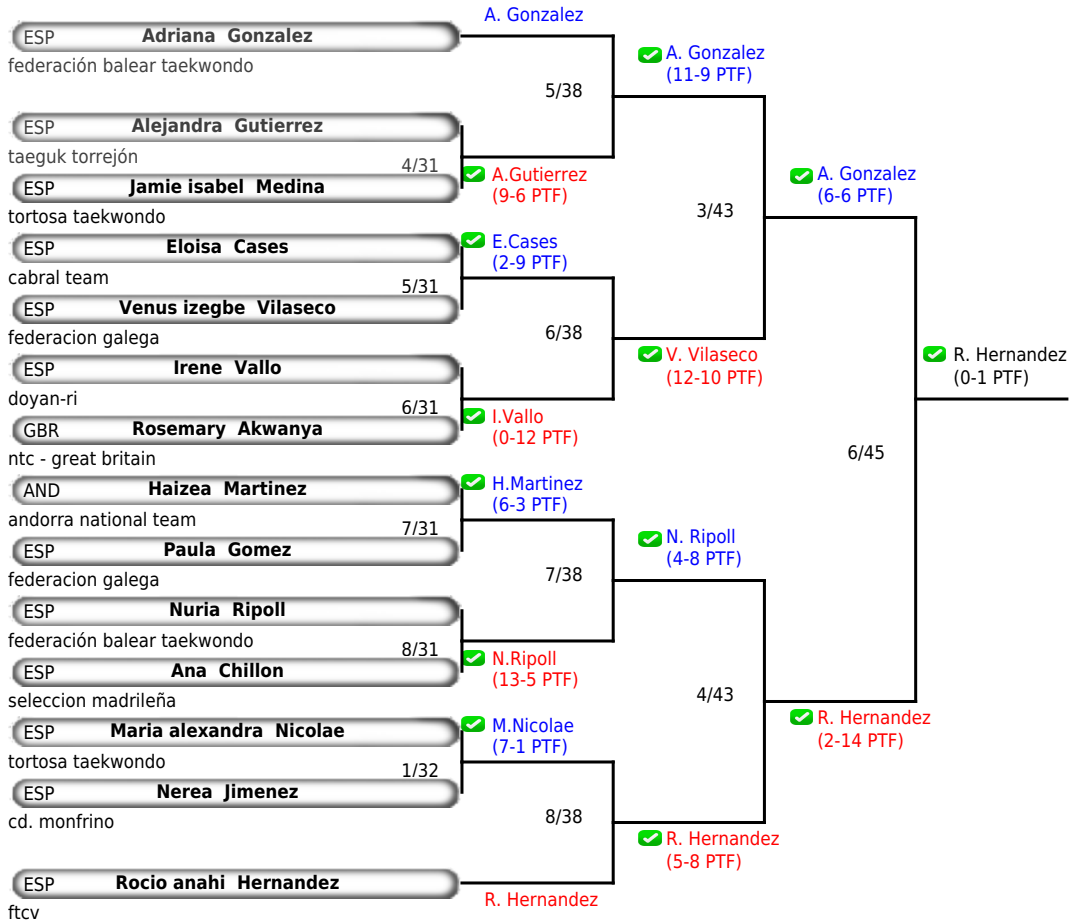 A. Gonzalez
ESP Adriana Gonzalez
federación balear taekwondo
A. Gonzalez
(11-9 PTF)
5/38
ESP Alejandra Gutierrez
taeguk torrejón
4/31
A.Gutierrez
(9-6 PTF)
ESP Jamie isabel Medina
tortosa taekwondo
A. Gonzalez
(6-6 PTF)
3/43
ESP Eloisa Cases
E.Cases
(2-9 PTF)
cabral team
5/31
ESP Venus izegbe Vilaseco
federacion galega
6/38
V. Vilaseco
(12-10 PTF)
ESP Irene Vallo
doyan-ri
6/31
I.Vallo
(0-12 PTF)
GBR Rosemary Akwanya
ntc - great britain
R. Hernandez
(0-1 PTF)
6/45
AND Haizea Martinez
H.Martinez
(6-3 PTF)
andorra national team
7/31
ESP Paula Gomez
federacion galega
7/38
N. Ripoll
(4-8 PTF)
ESP Nuria Ripoll
federación balear taekwondo
8/31
N.Ripoll
(13-5 PTF)
ESP Ana Chillon
seleccion madrileña
4/43
R. Hernandez
(2-14 PTF)
ESP Maria alexandra Nicolae
M.Nicolae
(7-1 PTF)
tortosa taekwondo
1/32
ESP Nerea Jimenez
cd. monfrino
8/38
R. Hernandez
(5-8 PTF)
ESP Rocio anahi Hernandez
R. Hernandez
ftcv